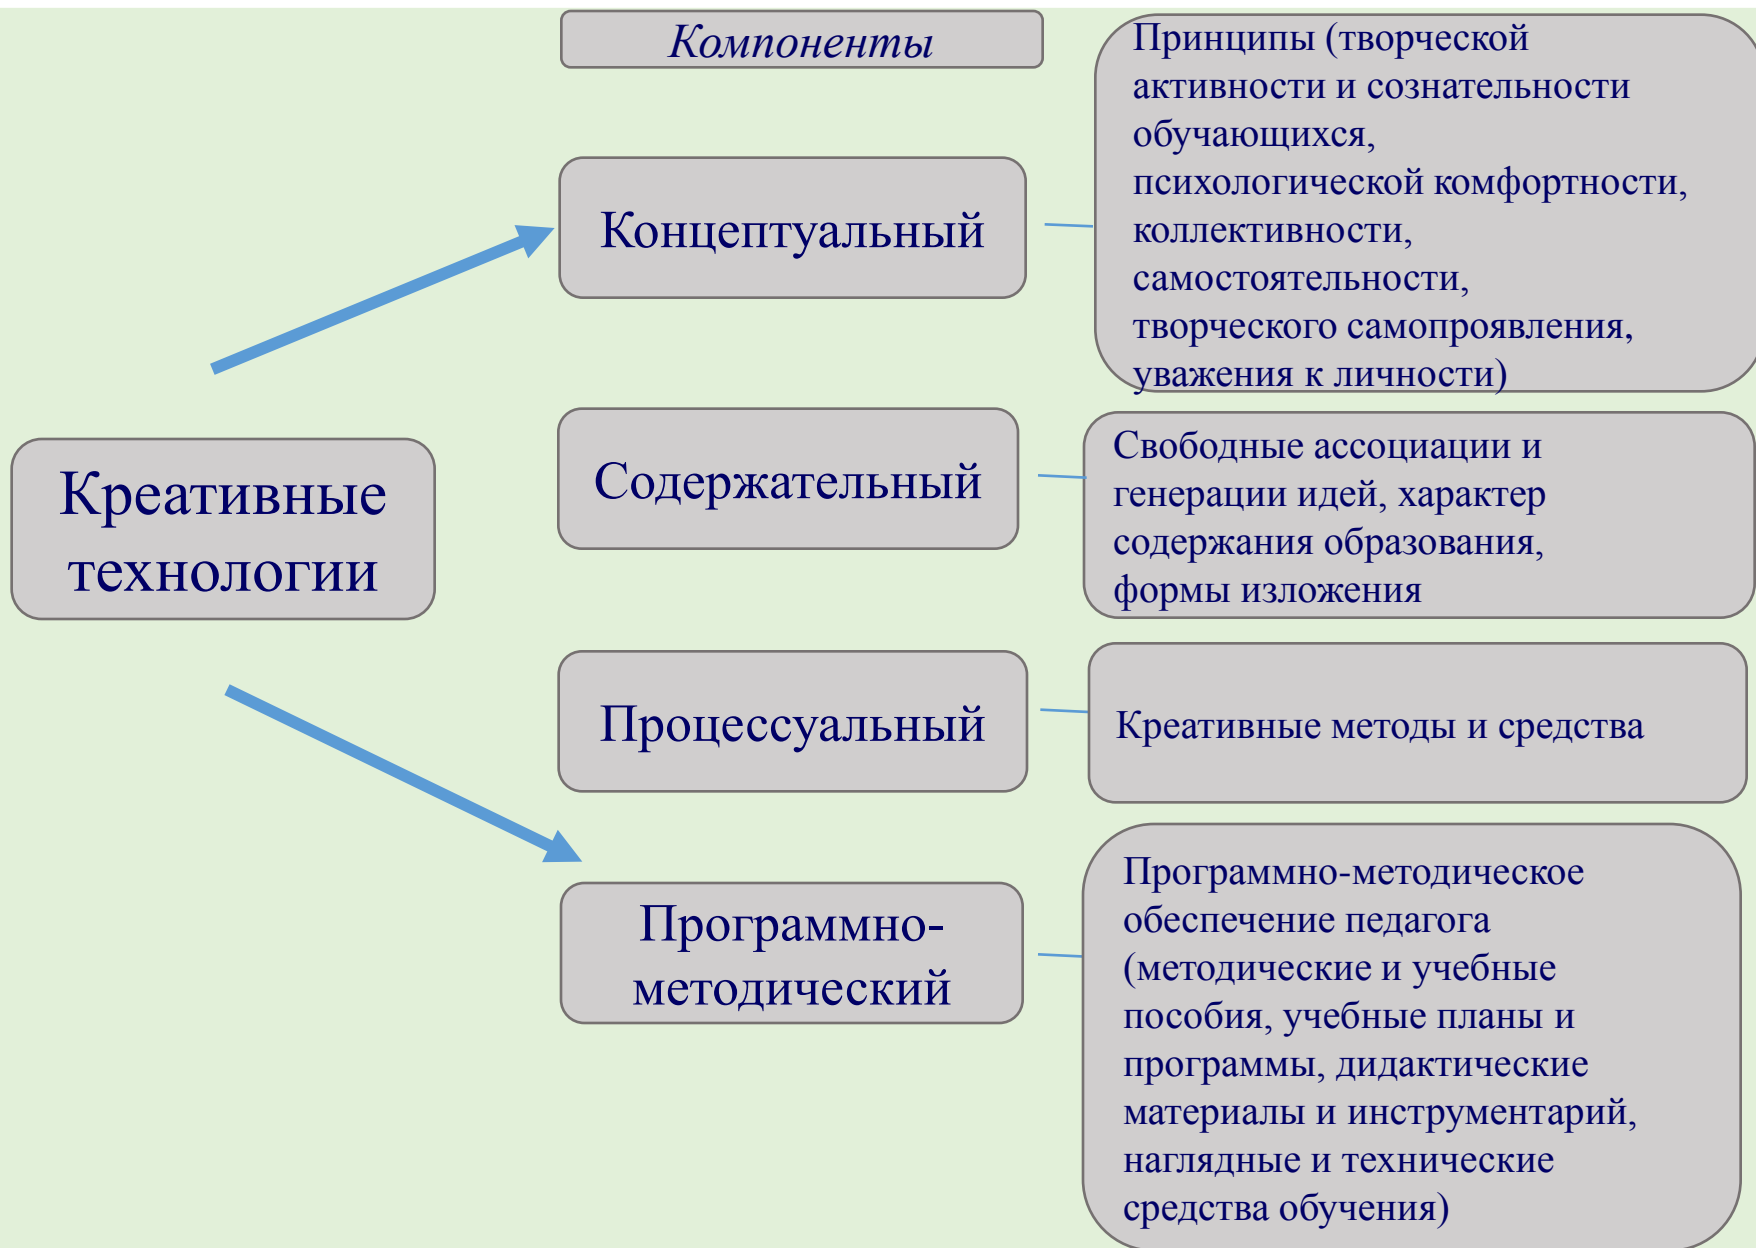 Компоненты
Креативные
технологии
Концептуальный
Принципы (творческой
активности и сознательности
обучающихся,
психологической комфортности,
коллективности,
самостоятельности,
творческого самопроявления,
уважения к личности)
Содержательный
Свободные ассоциации и
генерации идей, характер
содержания образования,
формы изложения
Процессуальный
Креативные методы и средства
Программно-
методический
Программно-методическое
обеспечение педагога
(методические и учебные
пособия, учебные планы и
программы, дидактические
материалы и инструментарий,
наглядные и технические
средства обучения)